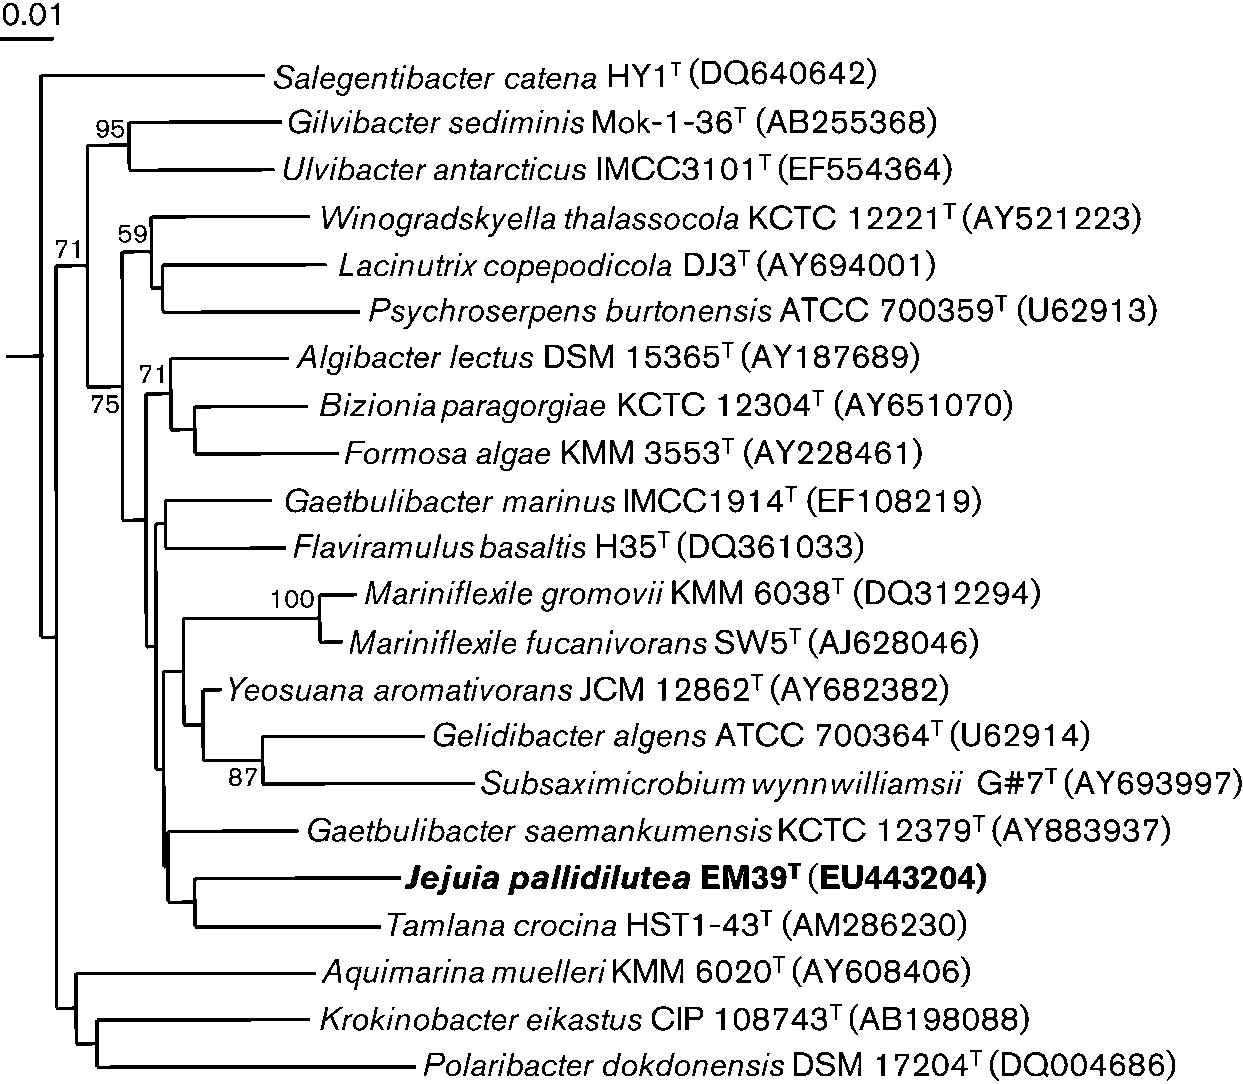 0.01
Salegentibacter catena HY1ᵀ (DQ640642)
95
Gilvibacter sediminis Mok-1-36ᵀ (AB255368)
Ulvibacter antarcticus IMCC3101ᵀ (EF554364)
Winogradskyella thalassocola KCTC 12221ᵀ (AY521223)
59
71
Lacinutrix copepodicola DJ3ᵀ (AY694001)
Psychroserpens burtonensis ATCC 700359ᵀ (U62913)
Algibacter lectus DSM 15365ᵀ (AY187689)
71
75
Bizionia paragorgiae KCTC 12304ᵀ (AY651070)
Formosa algae KMM 3553ᵀ (AY228461)
Gaetbulibacter marinus IMCC1914ᵀ (EF108219)
Flaviramulus basaltis H35ᵀ (DQ361033)
100
Mariniflexile gromovii KMM 6038ᵀ (DQ312294)
Mariniflexile fucanivorans SW5ᵀ (AJ628046)
Yeosuana aromativorans JCM 12862ᵀ (AY682382)
Gelidibacter algens ATCC 700364ᵀ (U62914)
87
Subsaximicrobium wynnwilliamsii G#7ᵀ (AY693997)
Gaetbulibacter saemankumensis KCTC 12379ᵀ (AY883937)
Jejuia pallidilutea EM39ᵀ (EU443204)
Tamlana crocina HST1-43ᵀ (AM286230)
Aquimarina muelleri KMM 6020ᵀ (AY608406)
Krokinobacter eikastus CIP 108743ᵀ (AB198088)
Polaribacter dokdonensis DSM 17204ᵀ (DQ004686)